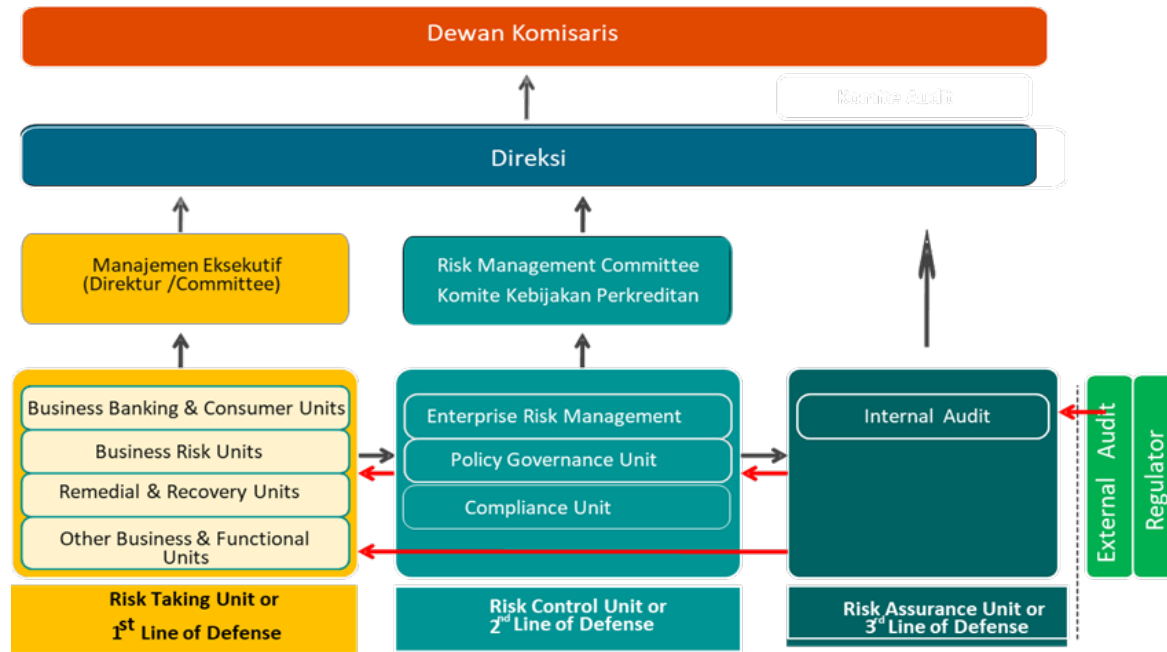 Dewan Komisaris
Komite Audit
Direksi
Manajemen Eksekutif
(Direktur /Committee)
Risk Management Committee
Komite Kebijakan Perkreditan
Business Banking & Consumer Units
Business Risk Units
Remedial & Recovery Units
Other Business & Functional
Units
Enterprise Risk Management
Policy Governance Unit
Compliance Unit
Internal Audit
External Audit
Regulator
Risk Taking Unit or
1st Line of Defense
Risk Control Unit or
2nd Line of Defense
Risk Assurance Unit or
3rd Line of Defense